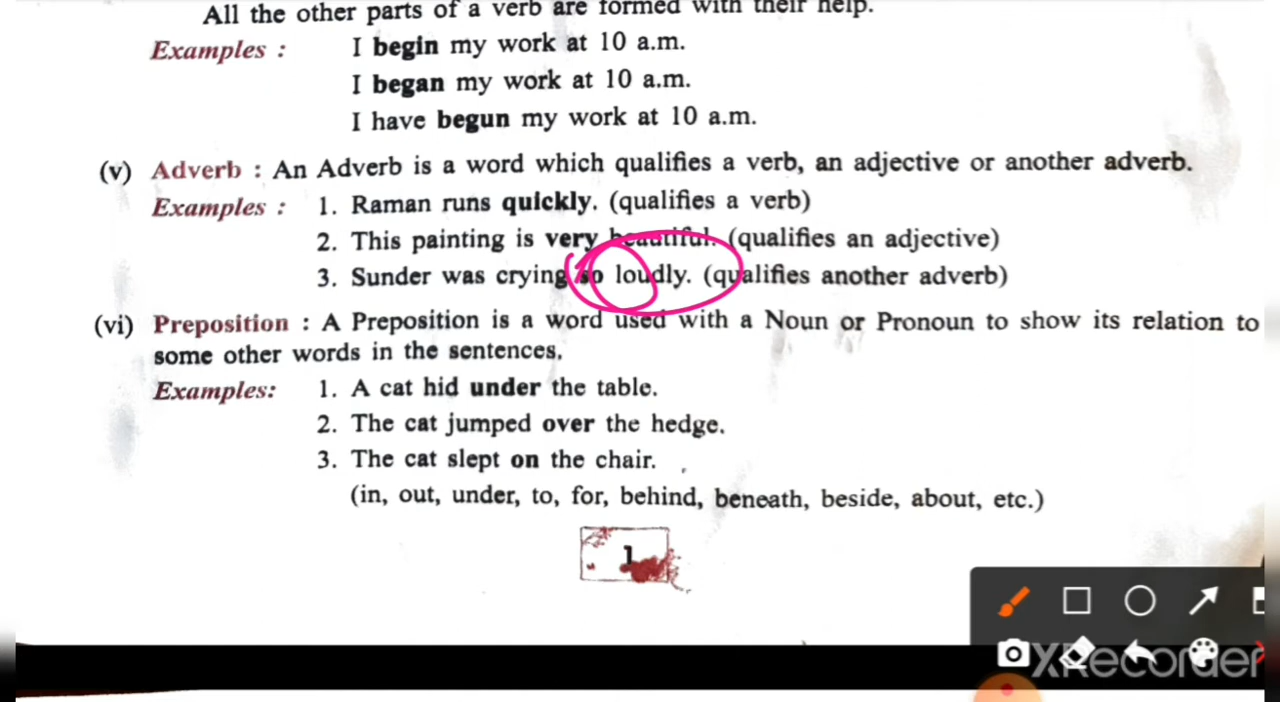 All the other parts of a verb are formed with their help.
Examples : I begin my work at 10 a.m.
I began my work at 10 a.m.
I have begun my work at 10 a.m.
(v) Adverb : An Adverb is a word which qualifies a verb, an adjective or another adverb.
Examples : 1. Raman runs quickly. (qualifies a verb)
2. This painting is very beautiful. (qualifies an adjective)
3. Sunder was crying so loudly. (qualifies another adverb)
(vi) Preposition : A Preposition is a word used with a Noun or Pronoun to show its relation to
some other words in the sentences.
Examples: 1. A cat hid under the table.
2. The cat jumped over the hedge.
3. The cat slept on the chair.
(in, out, under, to, for, behind, beneath, beside, about, etc.)
1
XRecorder